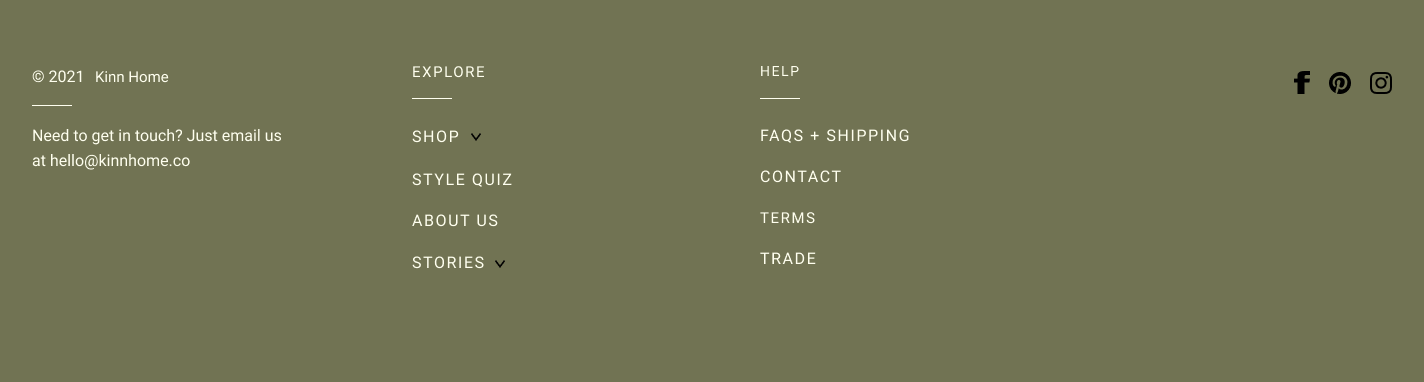 © 2021 Kinn Home
Need to get in touch? Just email us
at hello@kinnhome.co
EXPLORE
SHOP
STYLE QUIZ
ABOUT US
STORIES
HELP
FAQS + SHIPPING
CONTACT
TERMS
TRADE